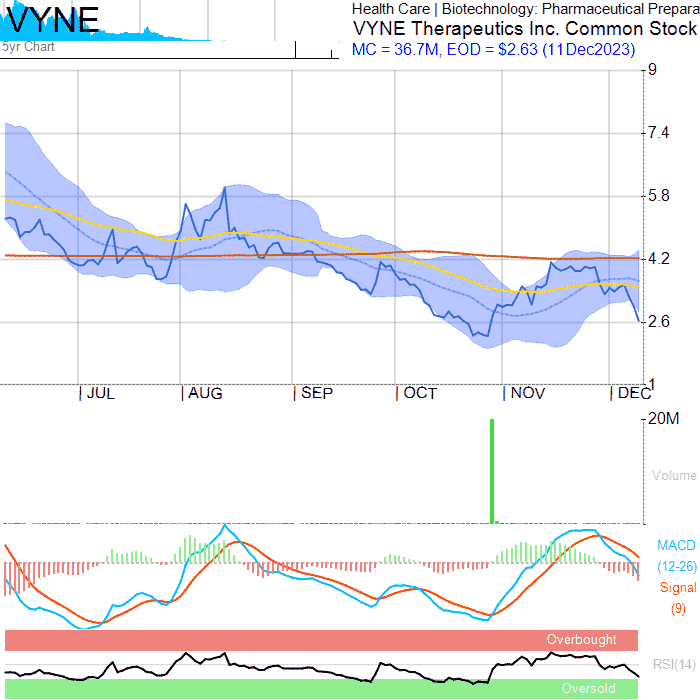 VYNE
5yr Chart
Health Care | Biotechnology: Pharmaceutical Prepara
VYNE Therapeutics Inc. Common Stock
MC = 36.7M, EOD = $2.63 (11Dec2023)
9
7.4
5.8
4.2
2.6
1
JUL
AUG
SEP
OCT
NOV
DEC
20M
Volume
MACD
(12-26)
Signal
(9)
Overbought
RSI(14)
Oversold